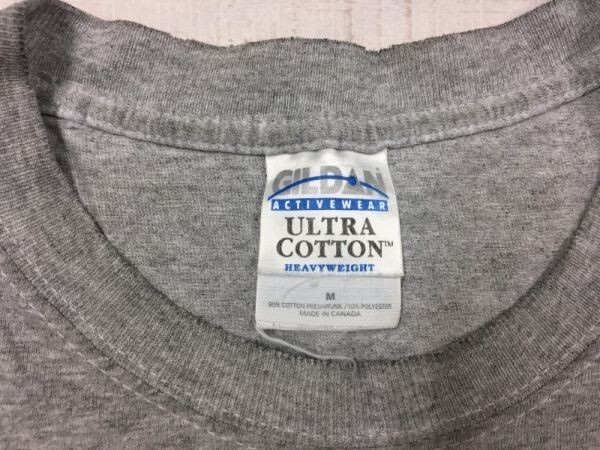 GILDAN
ACTIVEWEAR
ULTRA
COTTON™
HEAVYWEIGHT
M
90% COTTON PRESHRUNK / 10% POLYESTER
MADE IN CANADA